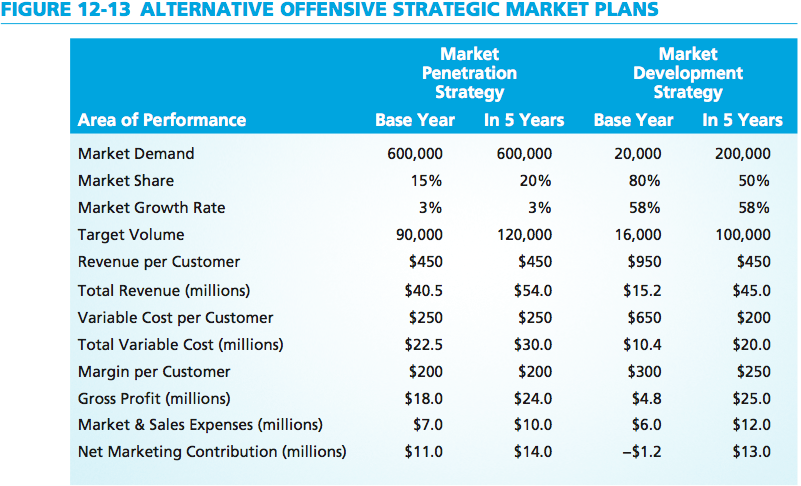 FIGURE 12-13 ALTERNATIVE OFFENSIVE STRATEGIC MARKET PLANS
Market Penetration Strategy Market Development Strategy
Area of Performance Base Year In 5 Years Base Year In 5 Years
Market Demand 600,000 600,000 20,000 200,000
Market Share 15% 20% 80% 50%
Market Growth Rate 3% 3% 58% 58%
Target Volume 90,000 120,000 16,000 100,000
Revenue per Customer $450 $450 $950 $450
Total Revenue (millions) $40.5 $54.0 $15.2 $45.0
Variable Cost per Customer $250 $250 $650 $200
Total Variable Cost (millions) $22.5 $30.0 $10.4 $20.0
Margin per Customer $200 $200 $300 $250
Gross Profit (millions) $18.0 $24.0 $4.8 $25.0
Market & Sales Expenses (millions) $7.0 $10.0 $6.0 $12.0
Net Marketing Contribution (millions) $11.0 $14.0 –$1.2 $13.0